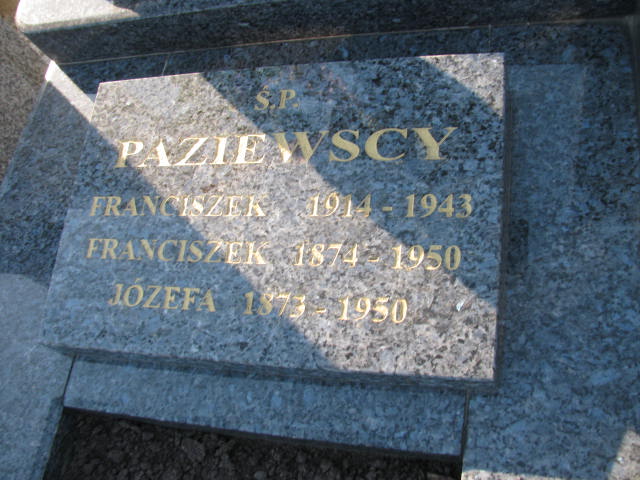 Ś.P.
PAZIEWSCY
FRANCISZEK 1914 - 1943
FRANCISZEK 1874 - 1950
JÓZEFA 1873 - 1950